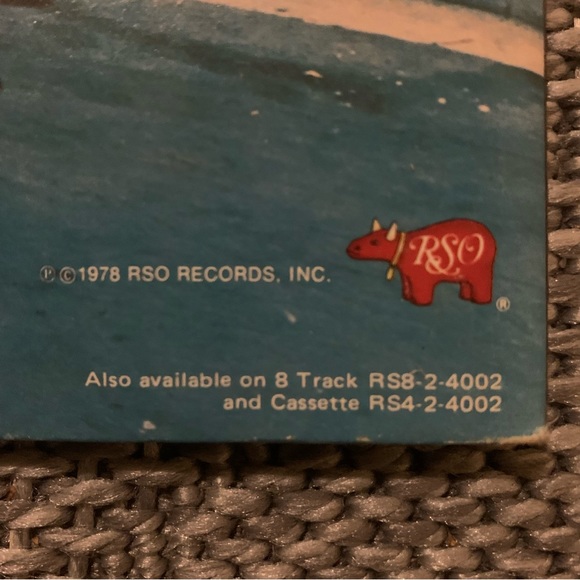 RSO
℗ © 1978 RSO RECORDS, INC.
®
Also available on 8 Track RS8-2-4002
and Cassette RS4-2-4002